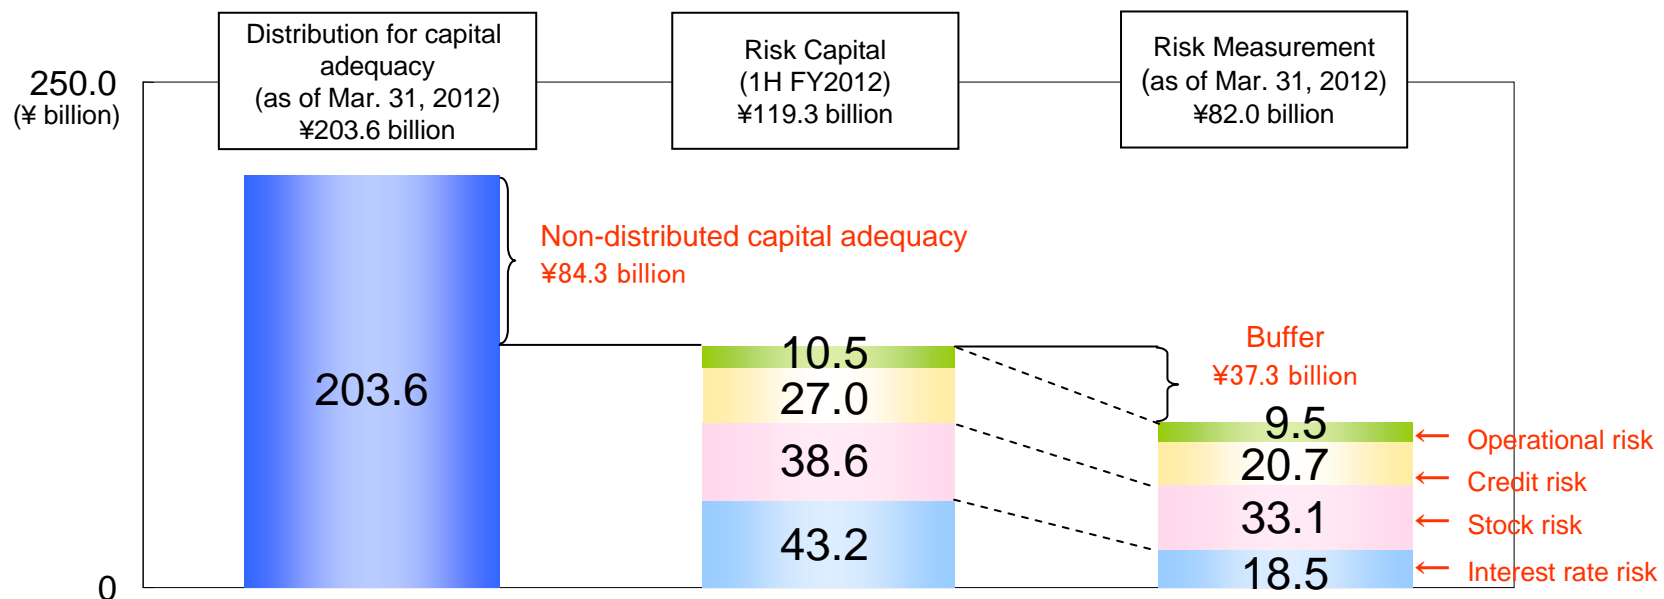 Distribution for capital
adequacy
(as of Mar. 31, 2012)
¥203.6 billion
Risk Capital
(1H FY2012)
¥119.3 billion
Risk Measurement
(as of Mar. 31, 2012)
¥82.0 billion
250.0
(¥ billion)
Non-distributed capital adequacy
¥84.3 billion
Buffer
¥37.3 billion
203.6
10.5
27.0
38.6
43.2
9.5
20.7
33.1
18.5
← Operational risk
← Credit risk
← Stock risk
← Interest rate risk
0